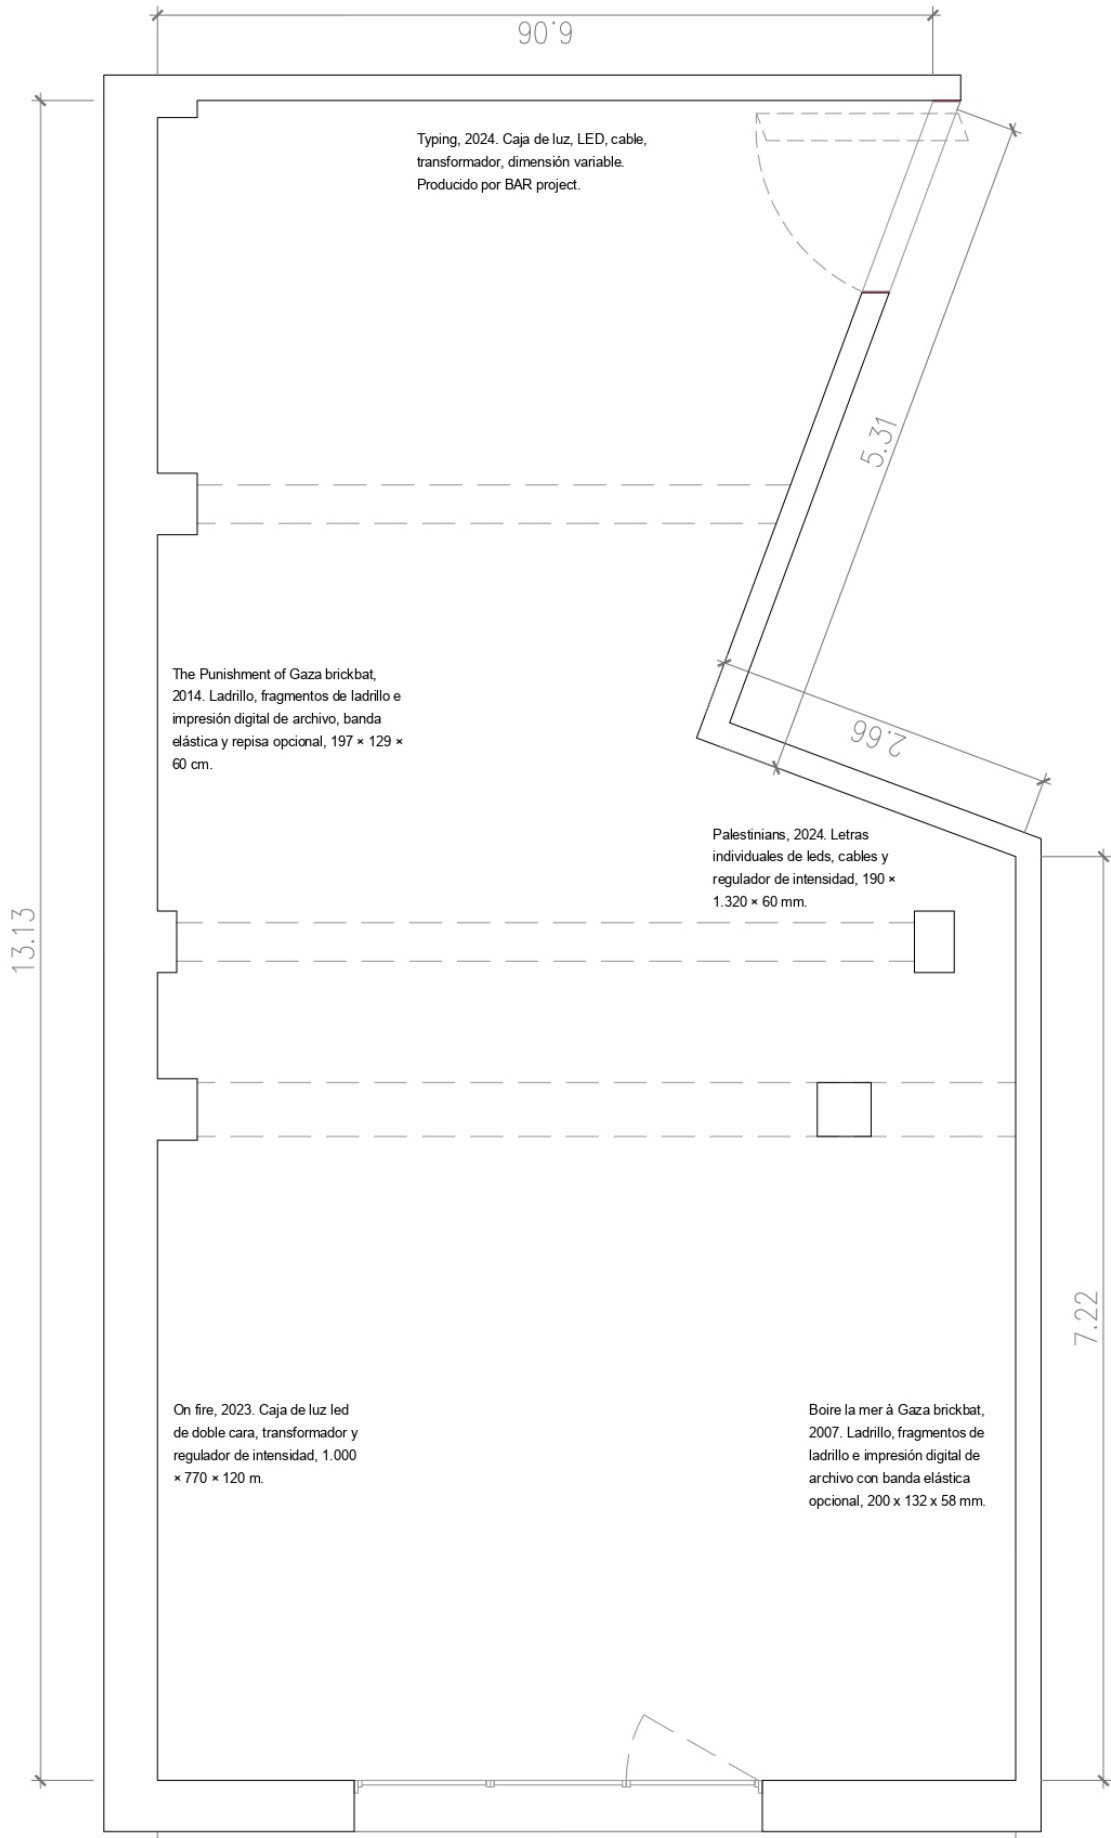 6.06
Typing, 2024. Caja de luz, LED, cable,
transformador, dimensión variable.
Producido por BAR project.
5.31
The Punishment of Gaza brickbat,
2014. Ladrillo, fragmentos de ladrillo e
impresión digital de archivo, banda
elástica y repisa opcional, 197 × 129 ×
60 cm.
2.66
Palestinians, 2024. Letras
individuales de leds, cables y
regulador de intensidad, 190 ×
1.320 × 60 mm.
13.13
7.22
On fire, 2023. Caja de luz led
de doble cara, transformador y
regulador de intensidad, 1.000
× 770 × 120 m.
Boire la mer à Gaza brickbat,
2007. Ladrillo, fragmentos de
ladrillo e impresión digital de
archivo con banda elástica
opcional, 200 x 132 x 58 mm.